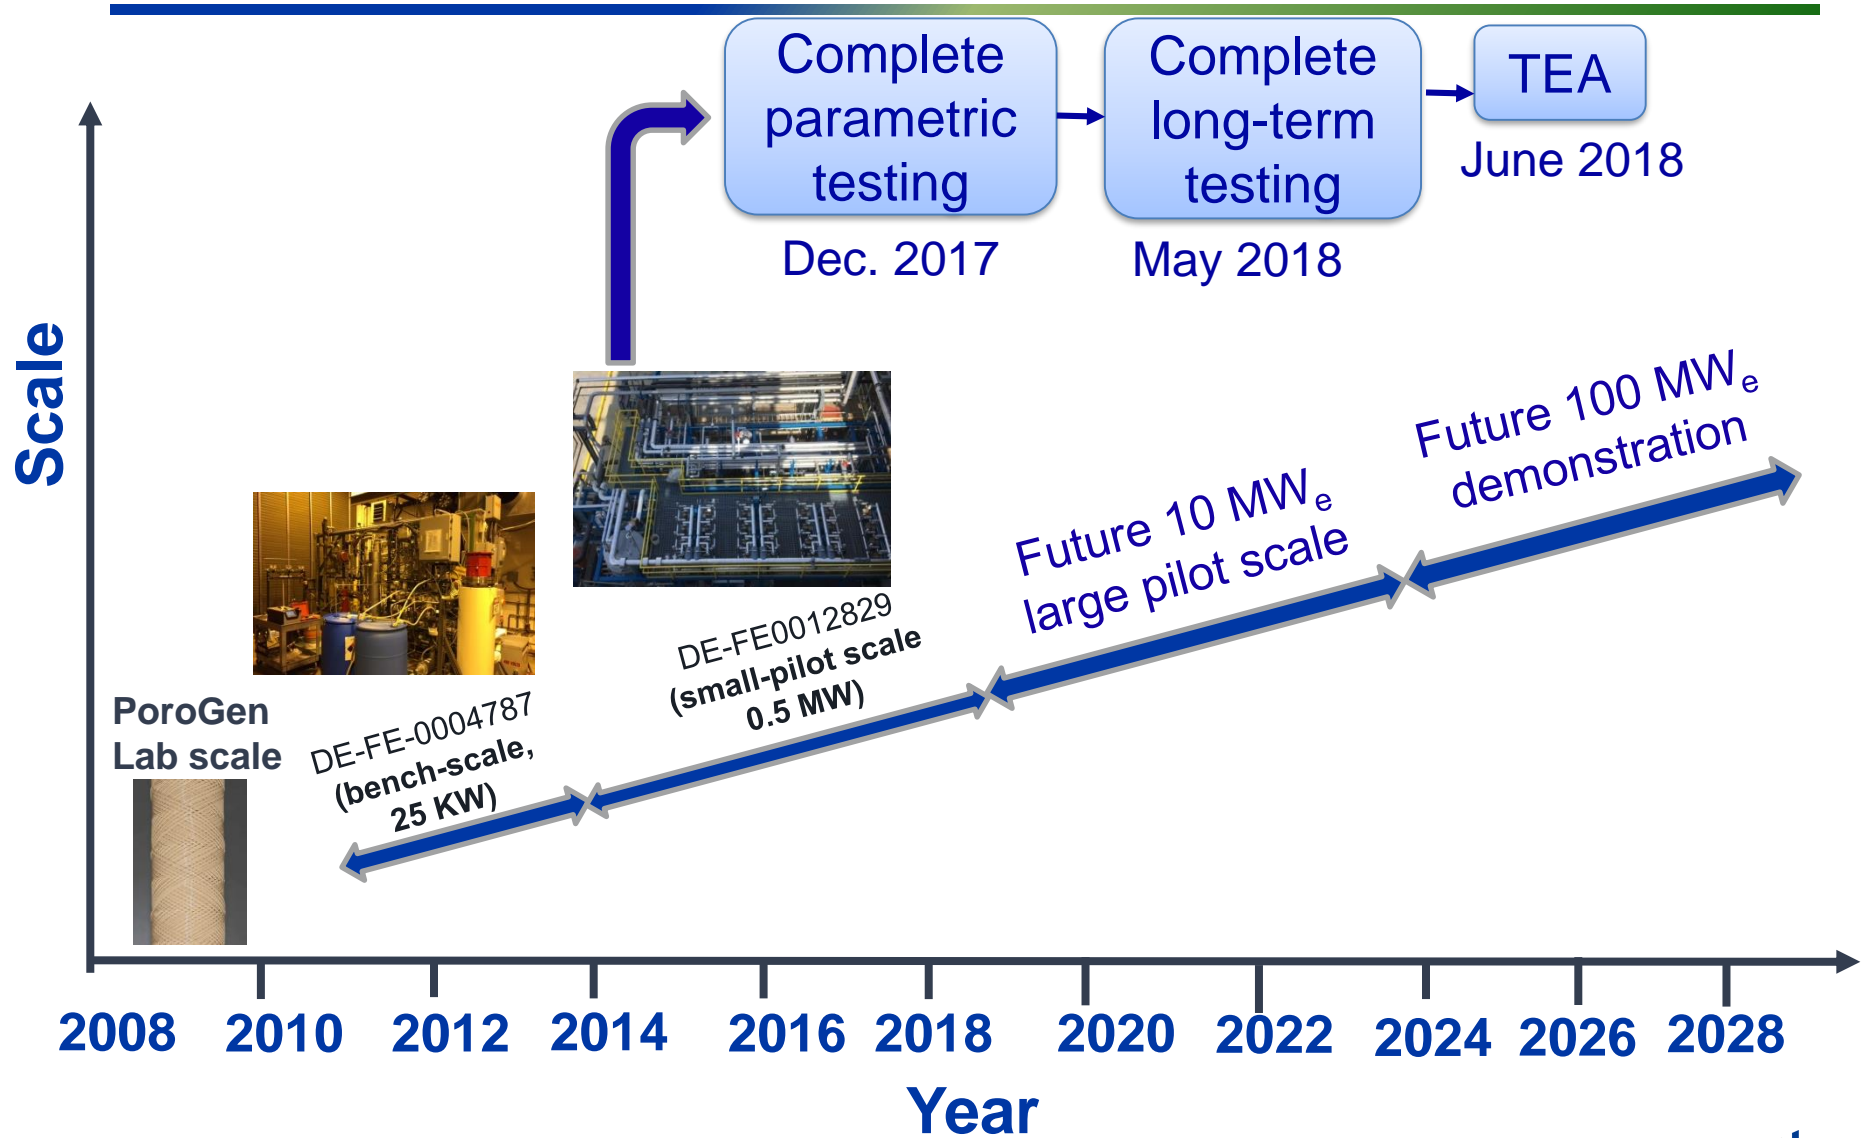 Complete
parametric
testing
Complete
long-term
testing
TEA
Dec. 2017
May 2018
June 2018
Scale
PoroGen
Lab scale
DE-FE-0004787
(bench-scale,
25 KW)
DE-FE0012829
(small-pilot scale
0.5 MW)
Future 10 MWe
large pilot scale
Future 100 MWe
demonstration
2008 2010 2012 2014 2016 2018 2020 2022 2024 2026 2028
Year